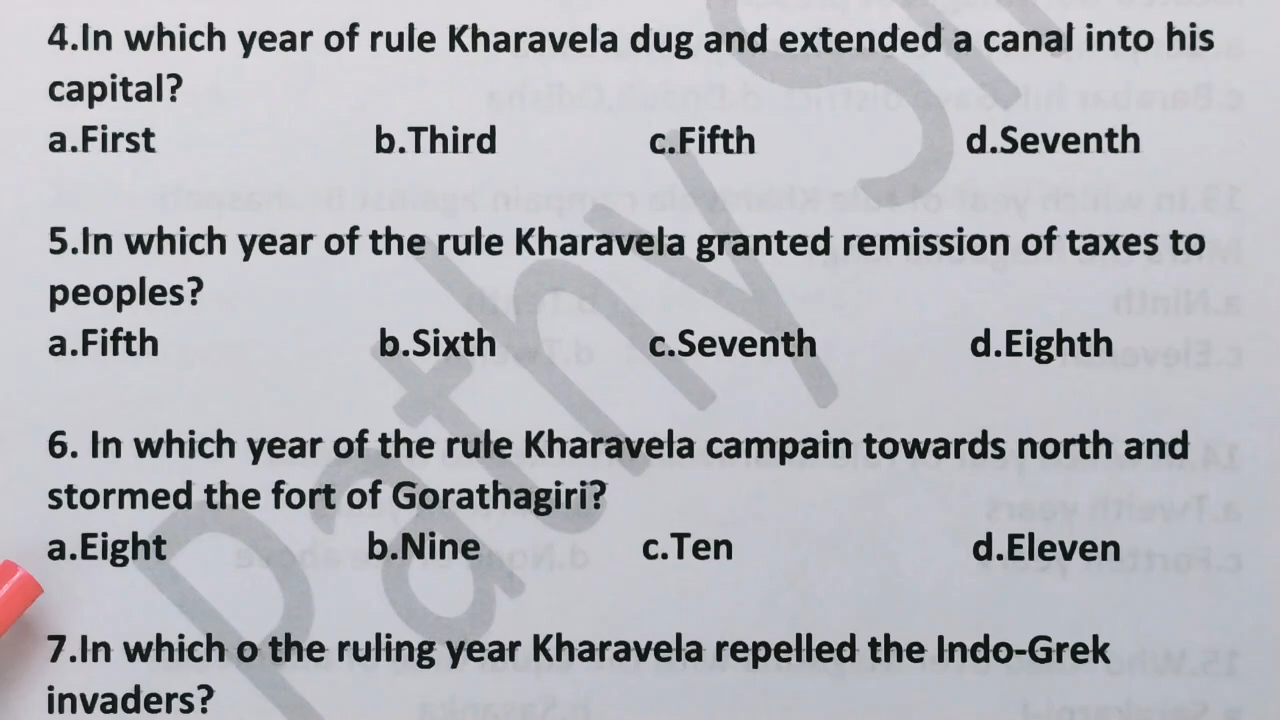 4.In which year of rule Kharavela dug and extended a canal into his
capital?
a.First b.Third c.Fifth d.Seventh
5.In which year of the rule Kharavela granted remission of taxes to
peoples?
a.Fifth b.Sixth c.Seventh d.Eighth
6. In which year of the rule Kharavela campain towards north and
stormed the fort of Gorathagiri?
a.Eight b.Nine c.Ten d.Eleven
7.In which o the ruling year Kharavela repelled the Indo-Grek
invaders?